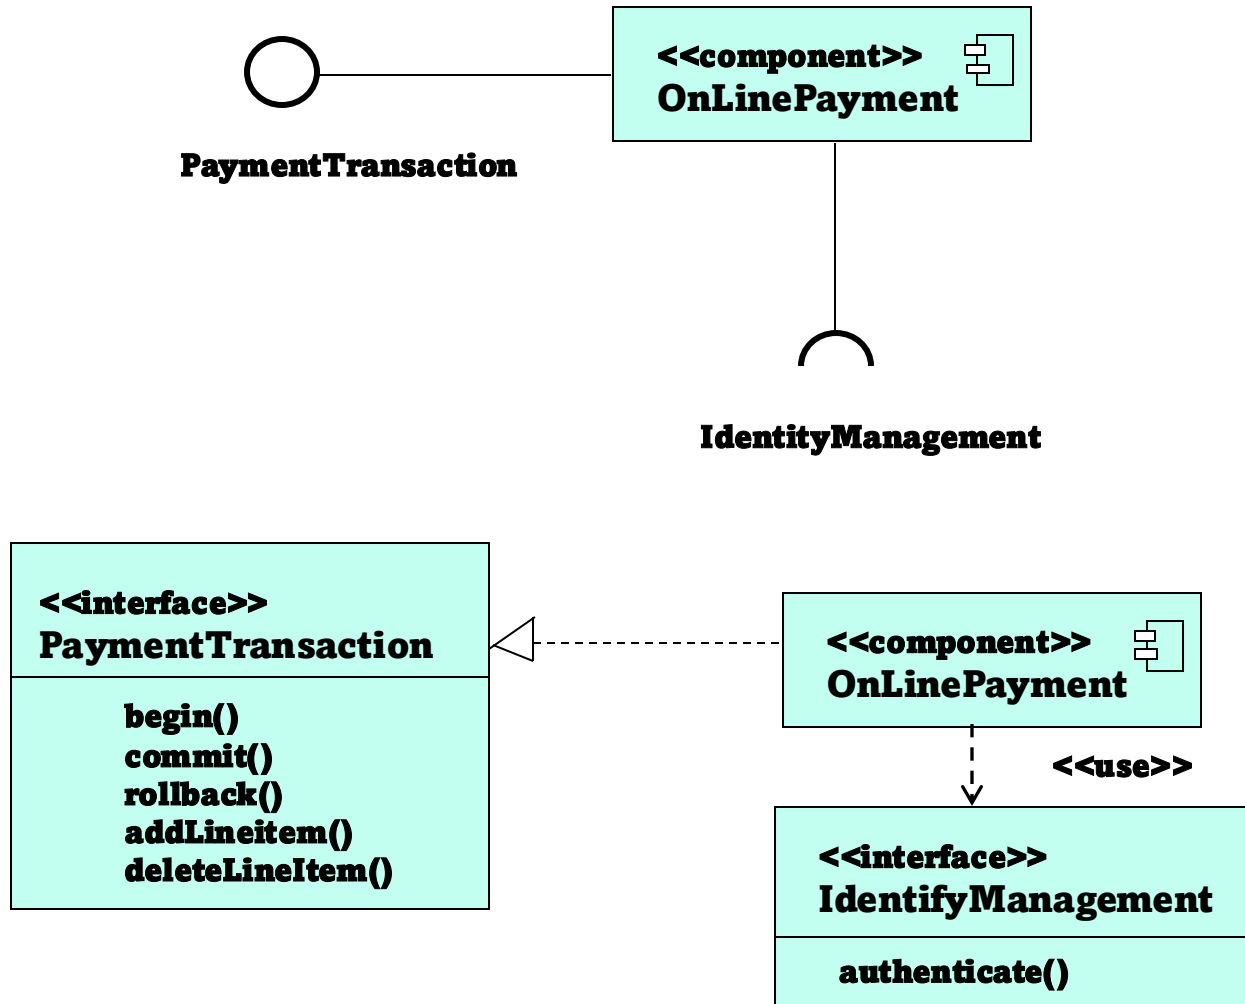 <<component>>
OnLinePayment
PaymentTransaction
IdentityManagement
<<interface>>
PaymentTransaction
begin()
commit()
rollback()
addLineitem()
deleteLineItem()
<<component>>
OnLinePayment
<<use>>
<<interface>>
IdentifyManagement
authenticate()